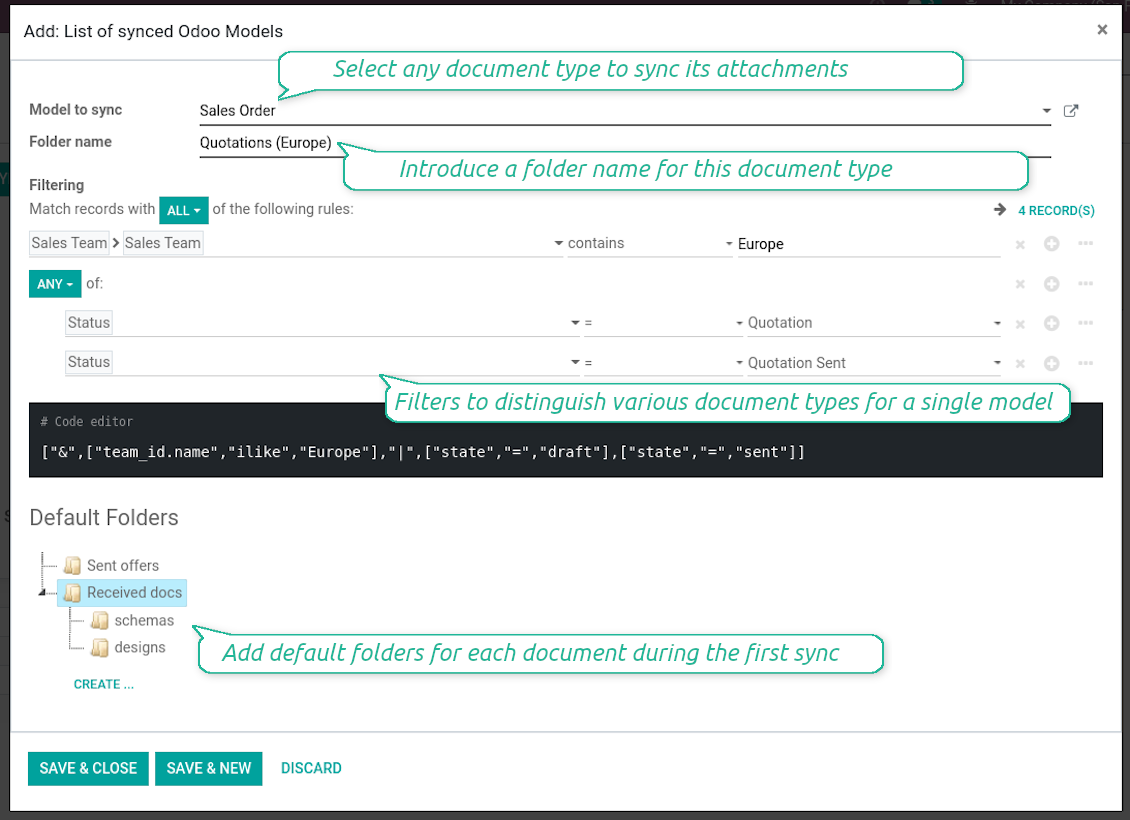 Add: List of synced Odoo Models ×
Select any document type to sync its attachments
Model to sync Sales Order
Folder name Quotations (Europe)
Introduce a folder name for this document type
Filtering
Match records with ALL of the following rules: 4 RECORD(S)
Sales Team > Sales Team contains Europe
ANY of:
Status = Quotation
Status = Quotation Sent
Filters to distinguish various document types for a single model
# Code editor
["&",["team_id.name","ilike","Europe"],"|",["state","=","draft"],["state","=","sent"]]
Default Folders
Sent offers
Received docs
schemas
designs
Add default folders for each document during the first sync
CREATE ...
SAVE & CLOSE SAVE & NEW DISCARD